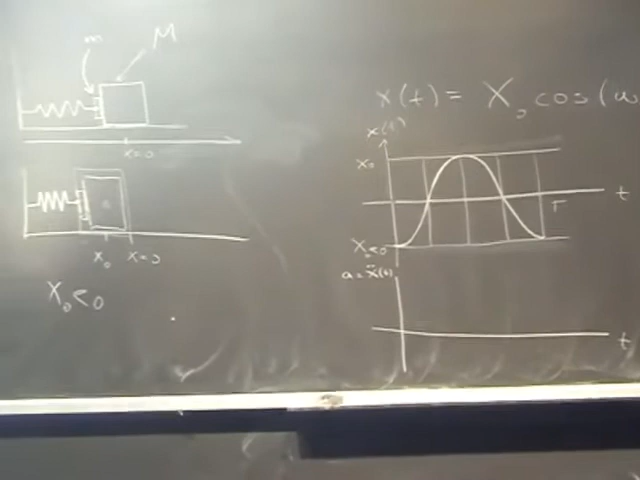 m M
x=0
x₀ x=0
X₀<0
x(t) = X₀ cos(ω
x(t)
x₀
t
T
X₀<0
a = ẍ(t)
t